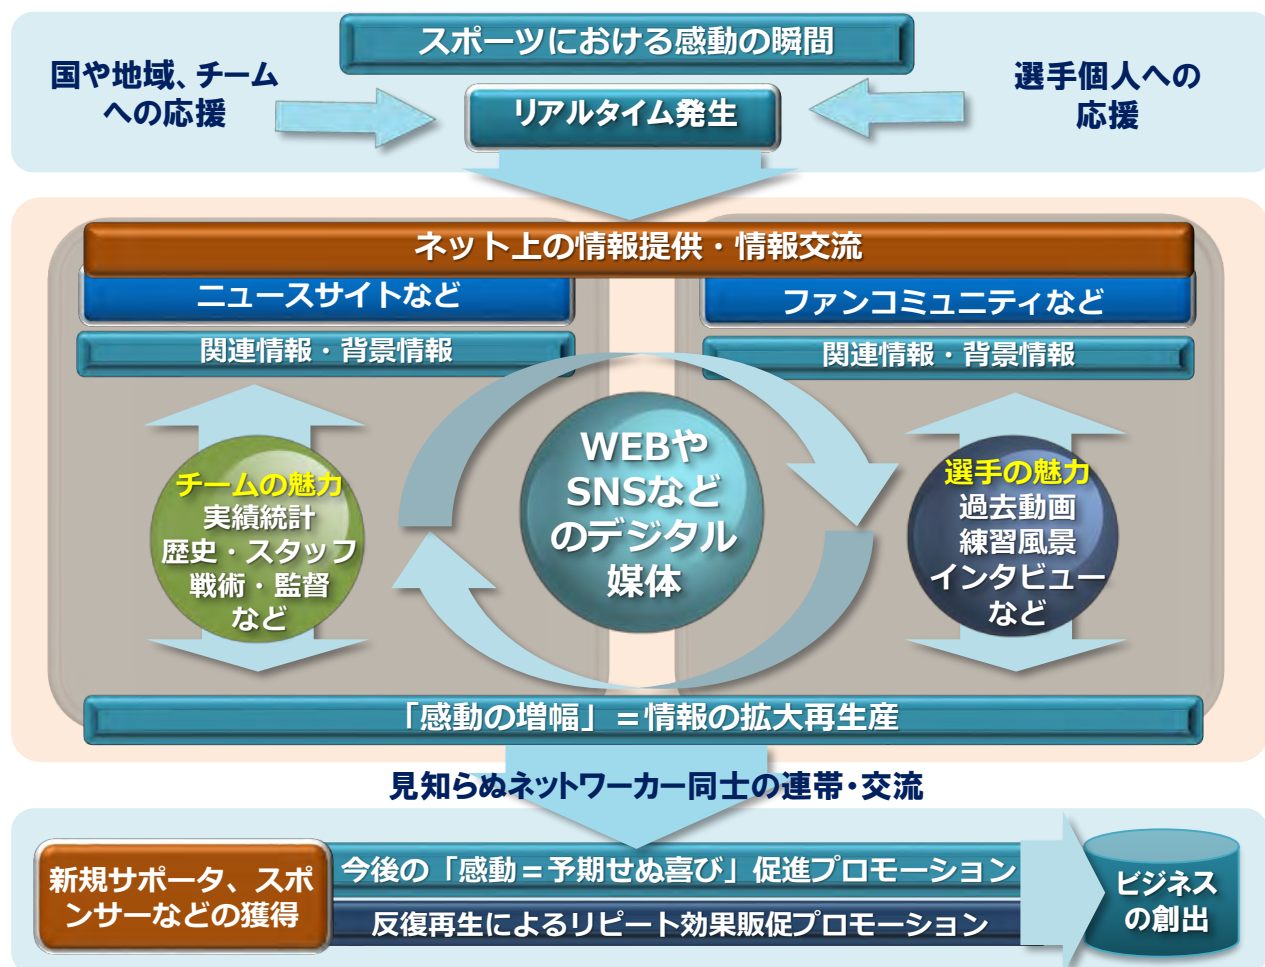 スポーツにおける感動の瞬間
国や地域、チーム
への応援
リアルタイム発生
選手個人への
応援
ネット上の情報提供・情報交流
ニュースサイトなど
ファンコミュニティなど
関連情報・背景情報
関連情報・背景情報
チームの魅力
実績統計
歴史・スタッフ
戦術・監督
など
WEBや
SNSなど
のデジタル
媒体
選手の魅力
過去動画
練習風景
インタビュー
など
「感動の増幅」＝情報の拡大再生産
見知らぬネットワーカー同士の連帯・交流
新規サポータ、スポ
ンサーなどの獲得
今後の「感動＝予期せぬ喜び」促進プロモーション
反復再生によるリピート効果販促プロモーション
ビジネス
の創出